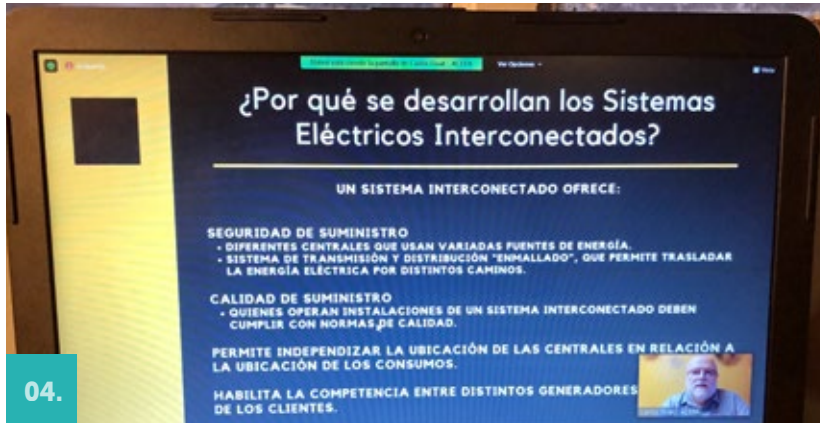 Ver Opciones
¿Por qué se desarrollan los Sistemas
Eléctricos Interconectados?
UN SISTEMA INTERCONECTADO OFRECE:
SEGURIDAD DE SUMINISTRO
• DIFERENTES CENTRALES QUE USAN VARIADAS FUENTES DE ENERGÍA.
• SISTEMA DE TRANSMISIÓN Y DISTRIBUCIÓN "ENMALLADO", QUE PERMITE TRASLADAR
LA ENERGÍA ELÉCTRICA POR DISTINTOS CAMINOS.
CALIDAD DE SUMINISTRO
• QUIENES OPERAN INSTALACIONES DE UN SISTEMA INTERCONECTADO DEBEN
CUMPLIR CON NORMAS DE CALIDAD.
PERMITE INDEPENDIZAR LA UBICACIÓN DE LAS CENTRALES EN RELACIÓN A
LA UBICACIÓN DE LOS CONSUMOS.
HABILITA LA COMPETENCIA ENTRE DISTINTOS GENERADORES
DE LOS CLIENTES.
04.